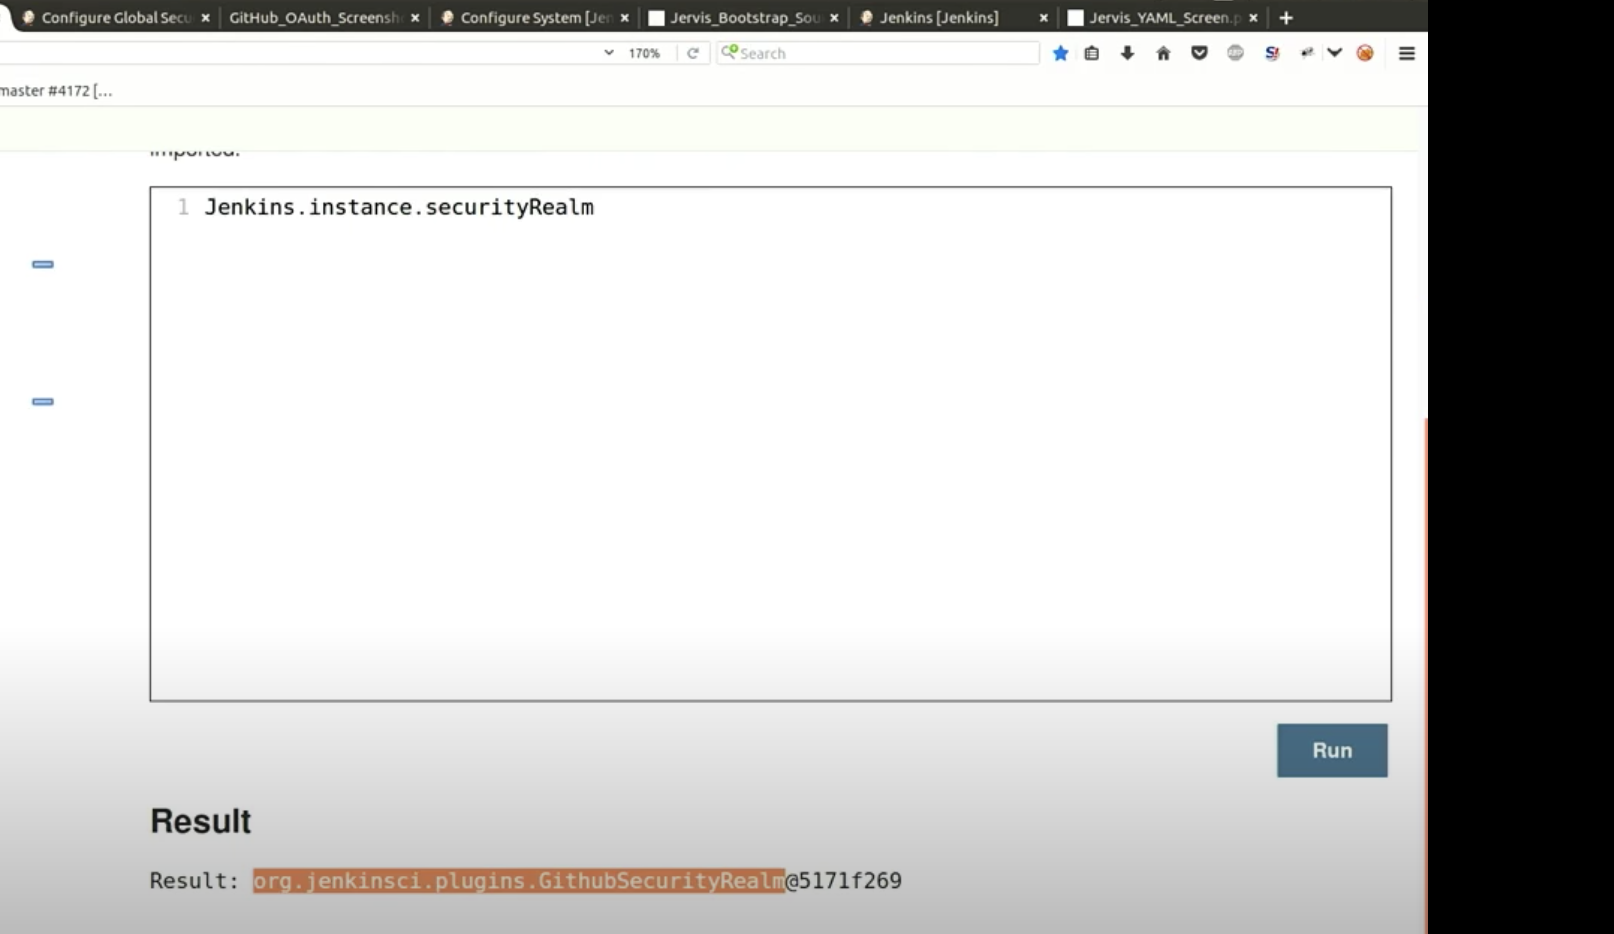 Configure Global Secu × GitHub_OAuth_Screensh × Configure System [Jen × Jervis_Bootstrap_Sou × Jenkins [Jenkins] × Jervis_YAML_Screen.p × +
170% Search
master #4172 […
imported.
1 Jenkins.instance.securityRealm
Run
Result
Result: org.jenkinsci.plugins.GithubSecurityRealm@5171f269